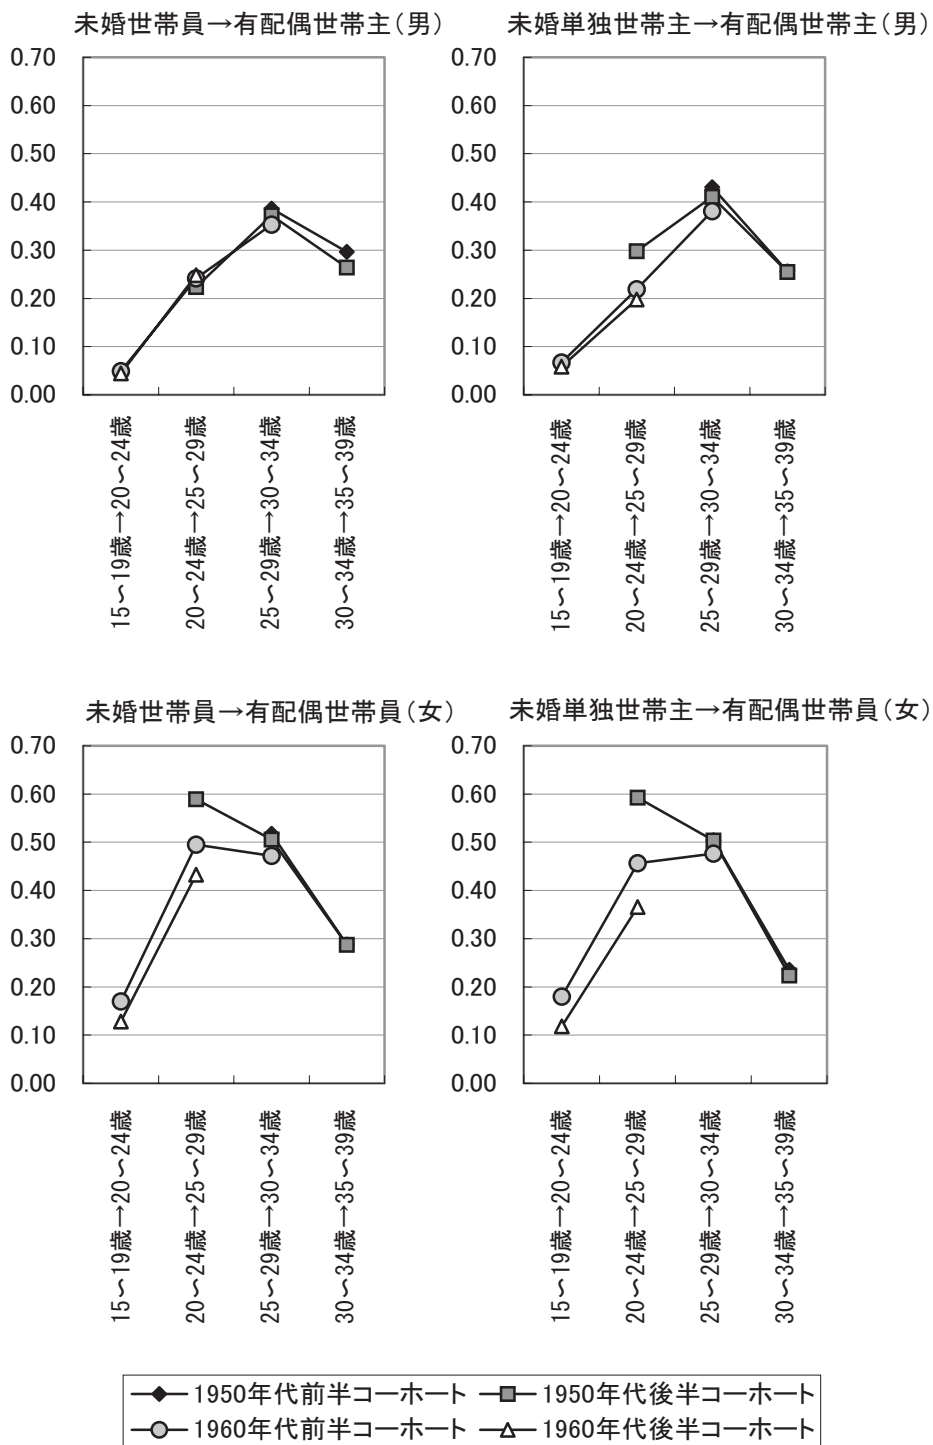 未婚世帯員→有配偶世帯主(男)
0.70
0.60
0.50
0.40
0.30
0.20
0.10
0.00
15～19歳→20～24歳
20～24歳→25～29歳
25～29歳→30～34歳
30～34歳→35～39歳
未婚単独世帯主→有配偶世帯主(男)
0.70
0.60
0.50
0.40
0.30
0.20
0.10
0.00
15～19歳→20～24歳
20～24歳→25～29歳
25～29歳→30～34歳
30～34歳→35～39歳
未婚世帯員→有配偶世帯員(女)
0.70
0.60
0.50
0.40
0.30
0.20
0.10
0.00
15～19歳→20～24歳
20～24歳→25～29歳
25～29歳→30～34歳
30～34歳→35～39歳
未婚単独世帯主→有配偶世帯員(女)
0.70
0.60
0.50
0.40
0.30
0.20
0.10
0.00
15～19歳→20～24歳
20～24歳→25～29歳
25～29歳→30～34歳
30～34歳→35～39歳
1950年代前半コーホート
1950年代後半コーホート
1960年代前半コーホート
1960年代後半コーホート